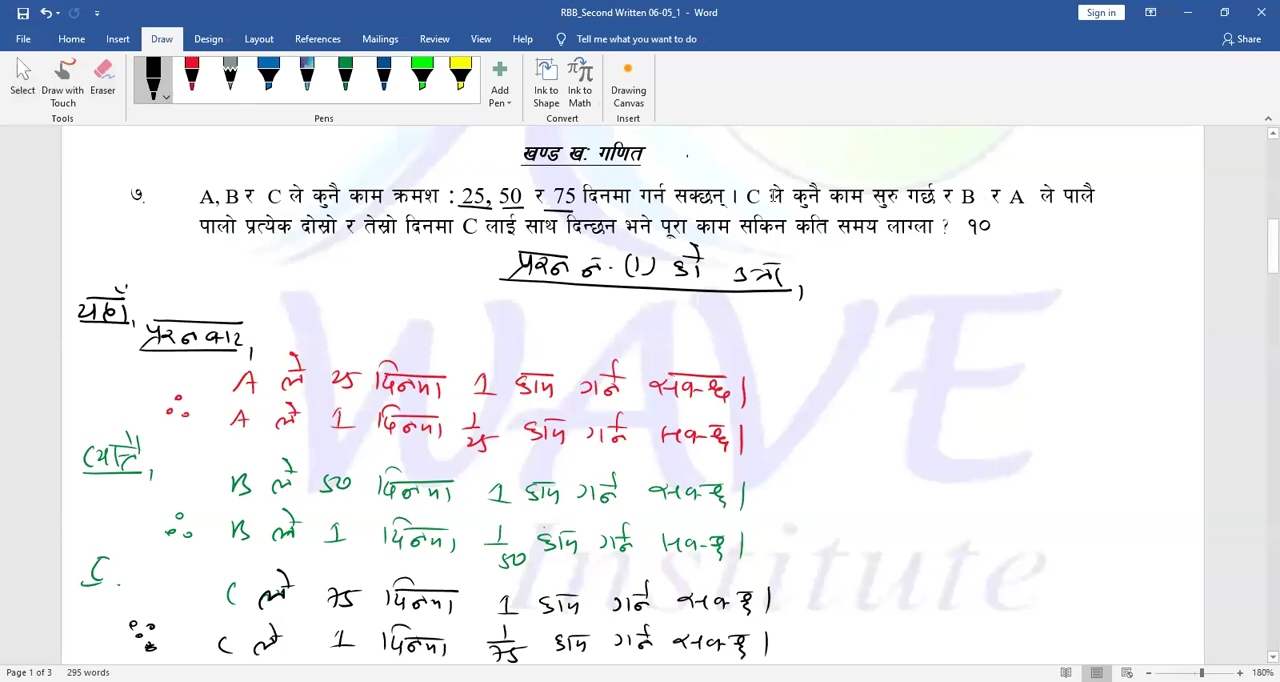 RBB_Second Written 06-05_1 - Word
Sign in
File Home Insert Draw Design Layout References Mailings Review View Help Tell me what you want to do Share
Select Draw with Touch Eraser Add Pen Ink to Shape Ink to Math Drawing Canvas
Tools Pens Convert Insert
खण्ड ख: गणित
७. A, B र C ले कुनै काम क्रमश : 25, 50 र 75 दिनमा गर्न सक्छन् । C ले कुनै काम सुरु गर्छ र B र A ले पालै
पालो प्रत्येक दोस्रो र तेस्रो दिनमा C लाई साथ दिन्छन भने पूरा काम सकिन कति समय लाग्ला ? १०
प्रश्न नं. (1) को उत्तर,
यहाँ,
प्रश्न बाट,
A ले 25 दिनमा 1 काम गर्न सक्छ।
∴ A ले 1 दिनमा 1/25 काम गर्न सक्छ।
त्यस्तै,
B ले 50 दिनमा 1 काम गर्न सक्छ।
∴ B ले 1 दिनमा 1/50 काम गर्न सक्छ।
C ले 75 दिनमा 1 काम गर्न सक्छ।
∴ C ले 1 दिनमा 1/75 काम गर्न सक्छ।
WAVE
Institute
Page 1 of 3 295 words 180%